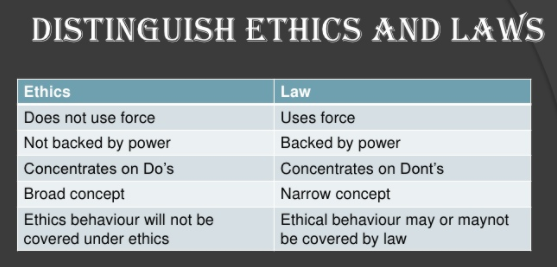 DISTINGUISH ETHICS AND LAWS
Ethics Law
Does not use force Uses force
Not backed by power Backed by power
Concentrates on Do's Concentrates on Dont's
Broad concept Narrow concept
Ethics behaviour will not be Ethical behaviour may or maynot
covered under ethics be covered by law